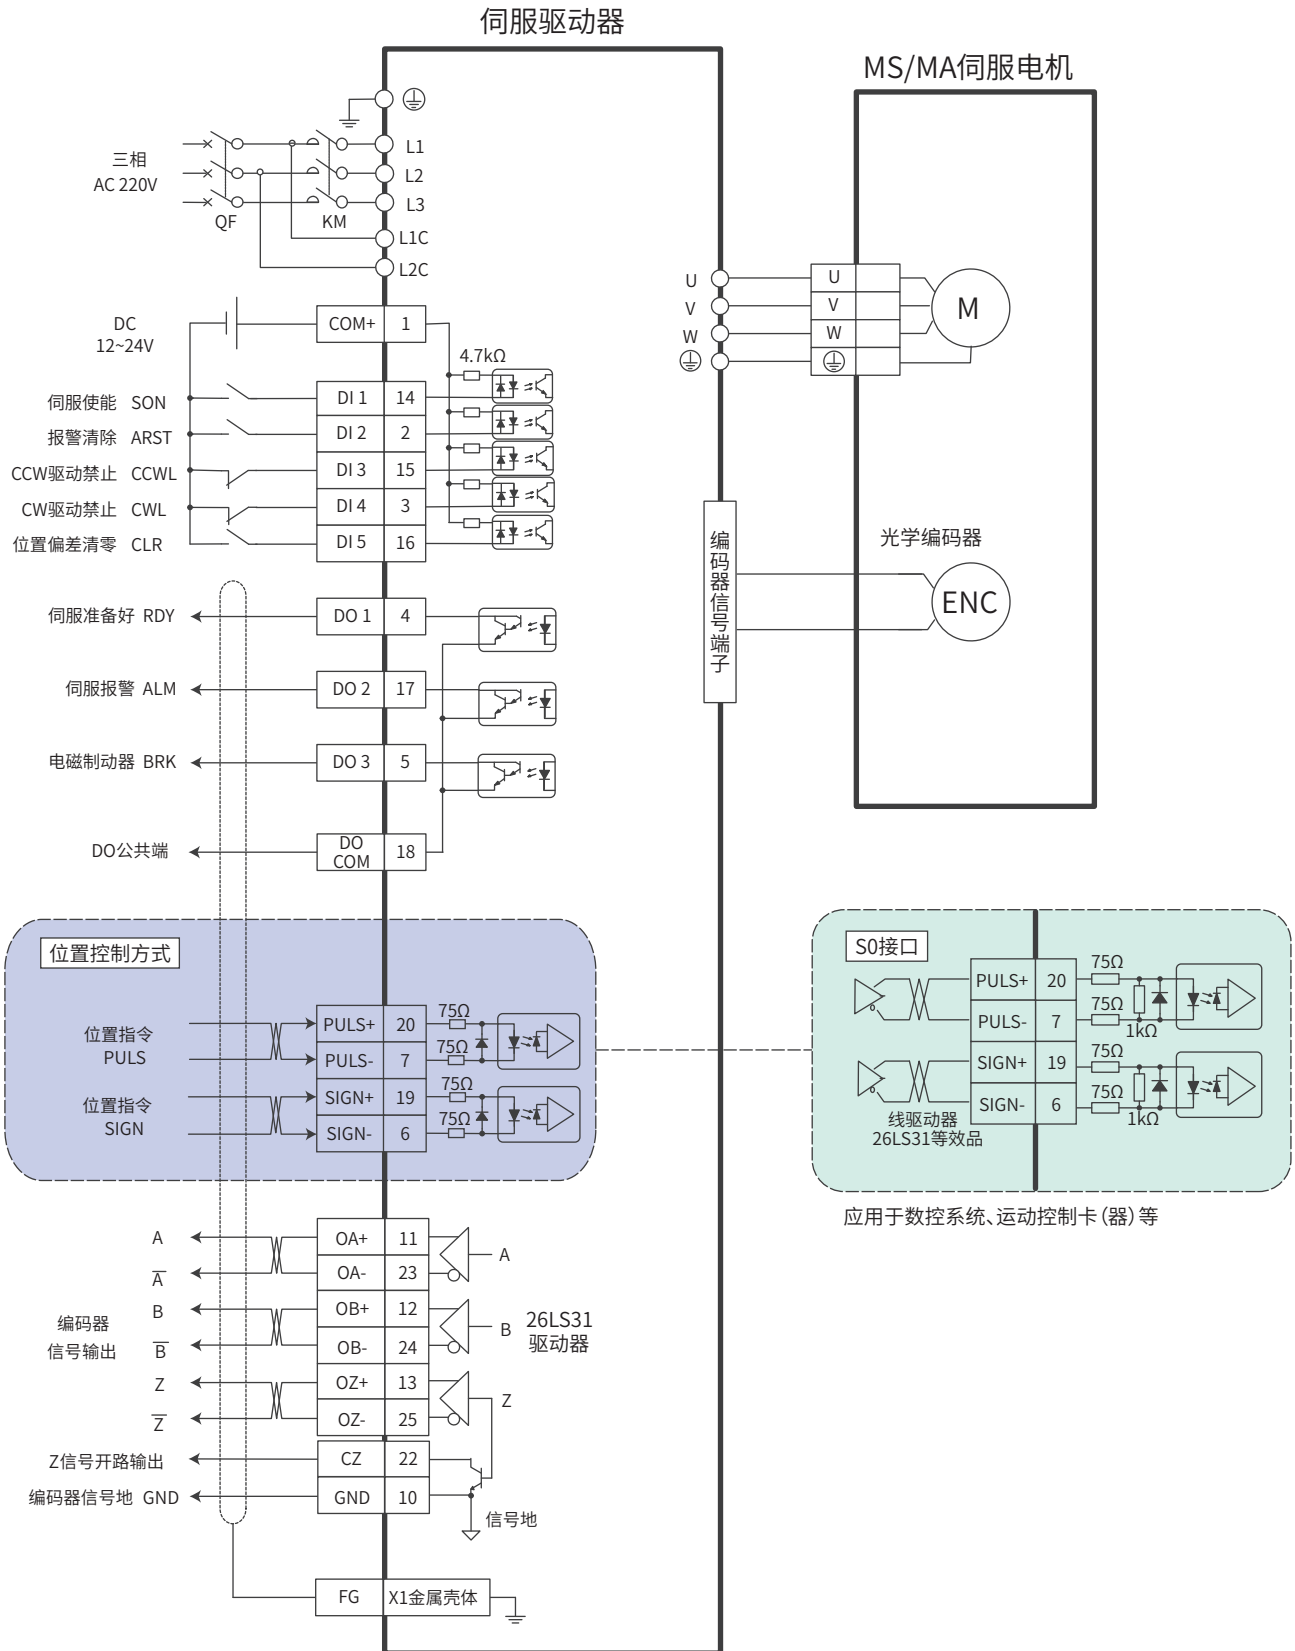 伺服驱动器
MS/MA伺服电机
三相
AC 220V
QF
KM
L1
L2
L3
L1C
L2C
U
V
W
U
V
W
M
DC
12~24V
COM+ 1
4.7kΩ
伺服使能 SON DI 1 14
报警清除 ARST DI 2 2
CCW驱动禁止 CCWL DI 3 15
CW驱动禁止 CWL DI 4 3
位置偏差清零 CLR DI 5 16
编码器信号端子
光学编码器
ENC
伺服准备好 RDY DO 1 4
伺服报警 ALM DO 2 17
电磁制动器 BRK DO 3 5
DO公共端 DO COM 18
位置控制方式
位置指令
PULS
PULS+ 20 75Ω
PULS- 7 75Ω
位置指令
SIGN
SIGN+ 19 75Ω
SIGN- 6 75Ω
S0接口
PULS+ 20 75Ω
PULS- 7 75Ω
1kΩ
SIGN+ 19 75Ω
SIGN- 6 75Ω
1kΩ
线驱动器
26LS31等效品
应用于数控系统、运动控制卡(器)等
编码器
信号输出
A OA+ 11
A̅ OA- 23
A
B OB+ 12
B̅ OB- 24
B
26LS31
驱动器
Z OZ+ 13
Z̅ OZ- 25
Z
Z信号开路输出 CZ 22
编码器信号地 GND GND 10
信号地
FG X1金属壳体